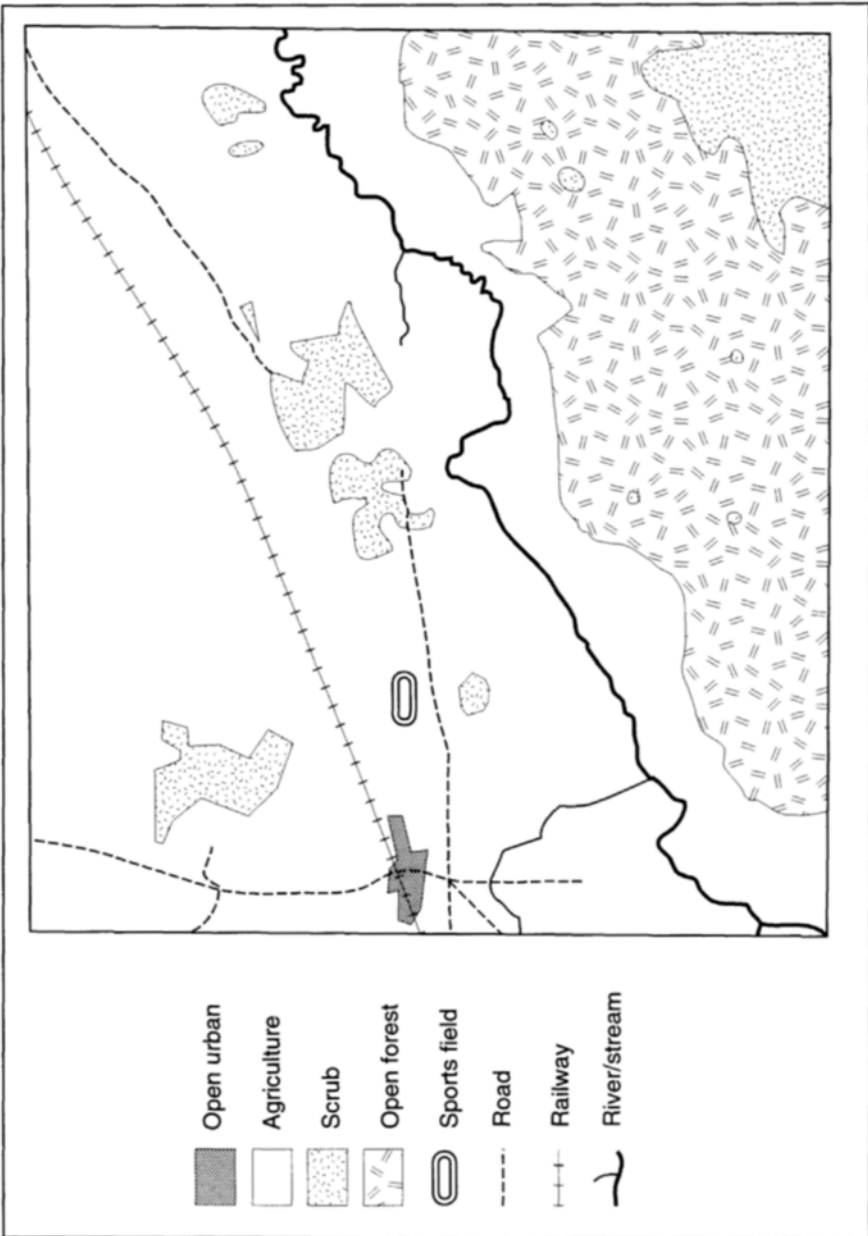 Open urban
Agriculture
Scrub
Open forest
Sports field
Road
Railway
River/stream